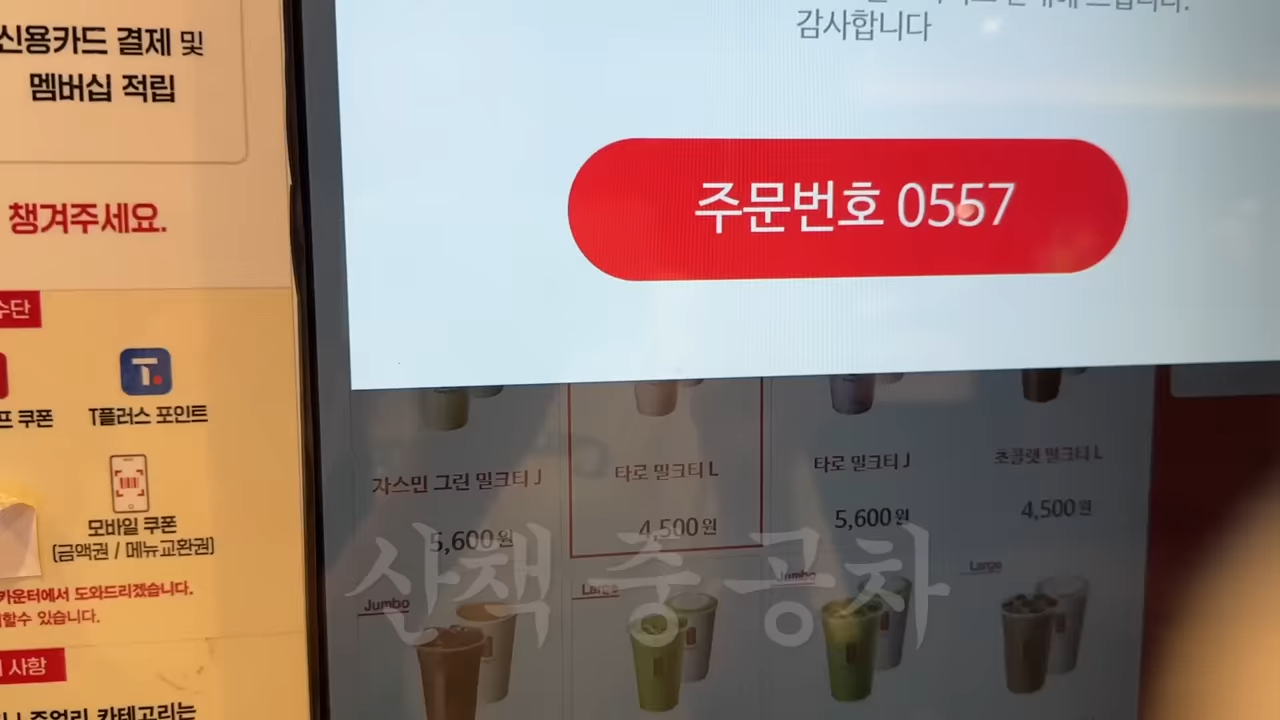 신용카드 결제 및
멤버십 적립
챙겨주세요.
수단
쿠폰
T플러스 포인트
모바일 쿠폰
(금액권 / 메뉴교환권)
카운터에서 도와드리겠습니다.
할수 있습니다.
사항
카테고리는
감사합니다
주문번호 0557
자스민 그린 밀크티 J
5,600원
타로 밀크티 L
4,500원
타로 밀크티 J
5,600원
초콜렛 밀크티 L
4,500원
Jumbo
Large
Jumbo
Large
산책 중 공차